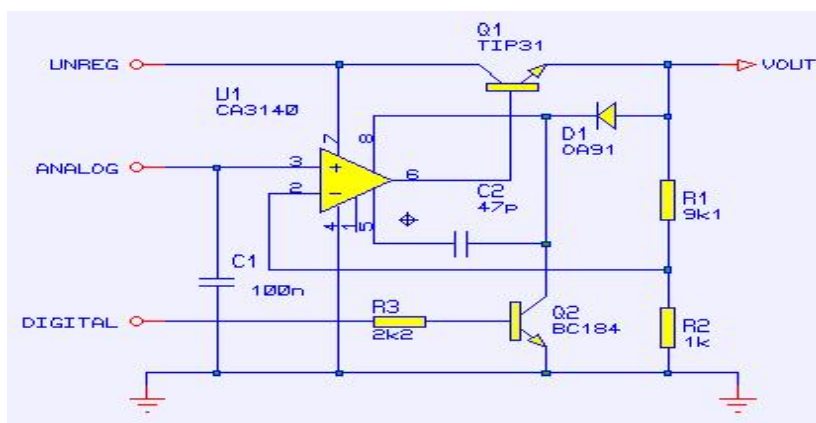 Q1
TIP31
UNREG
VOUT
U1
CA3140
7
8
D1
OA91
ANALOG
3
+
6
2
-
C2
47p
R1
9k1
4
1
5
C1
100n
R3
2k2
Q2
BC184
DIGITAL
R2
1k